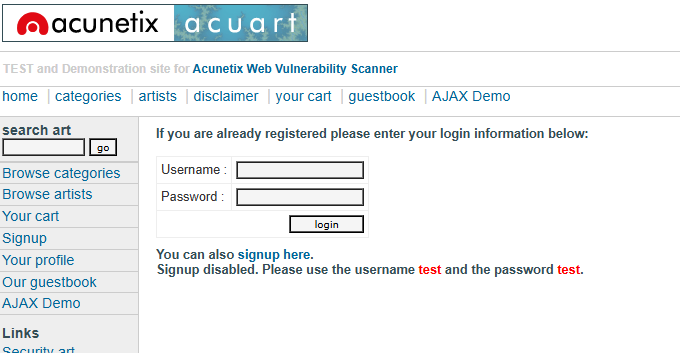 acunetix acuart
TEST and Demonstration site for Acunetix Web Vulnerability Scanner
home | categories | artists | disclaimer | your cart | guestbook | AJAX Demo
search art
go
Browse categories
Browse artists
Your cart
Signup
Your profile
Our guestbook
AJAX Demo
Links
Security art
If you are already registered please enter your login information below:
Username :
Password :
login
You can also signup here.
Signup disabled. Please use the username test and the password test.